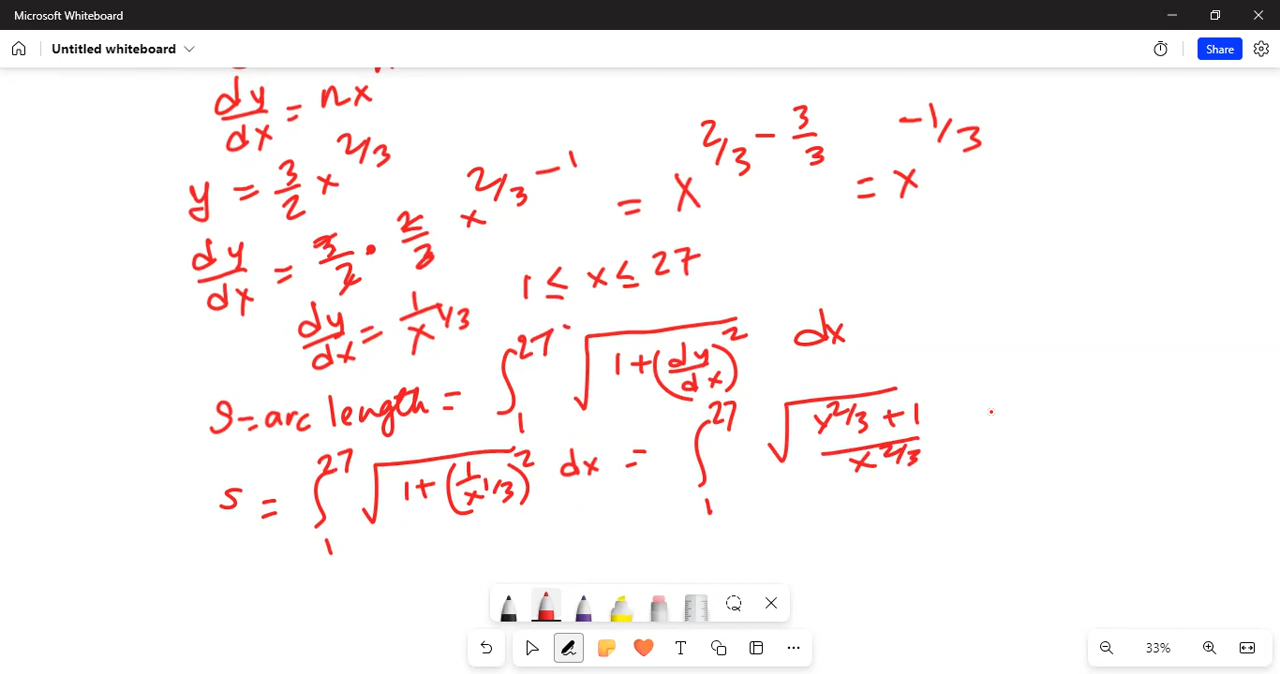 Microsoft Whiteboard
Untitled whiteboard
Share
dy/dx = nx
y = 3/2 x^2/3
dy/dx = 3/2 · 2/3 x^2/3 - 1 = x^2/3 - 3/3 = x^-1/3
1 ≤ x ≤ 27
dy/dx = 1/x^1/3
S = arc length = ∫_1^27 √(1+(dy/dx)^2) dx
S = ∫_1^27 √(1+(1/x^1/3)^2) dx = ∫_1^27 √((x^2/3 + 1)/x^2/3)
T
33%